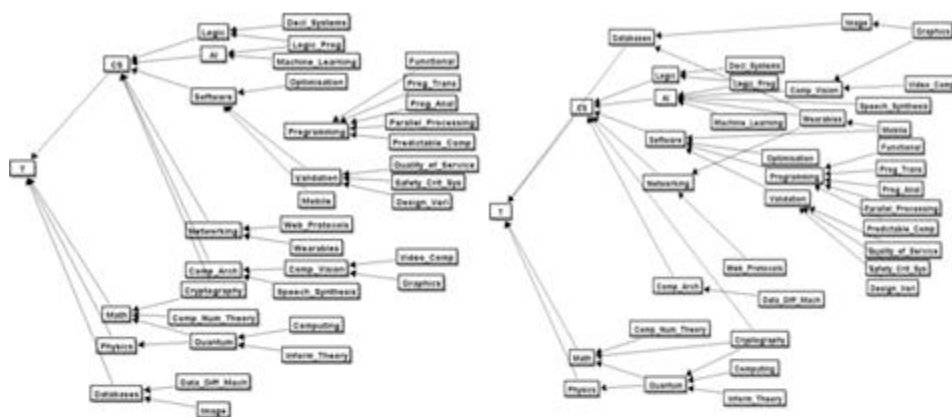 Decl_Systems
Logic
Logic_Prog
CS
AI
Machine_Learning
Functional
Optimisation
Prog_Trans
Software
Prog_Anal
Parallel_Processing
Programming
Predictable_Comp
Quality_of_Service
T
Validation
Safety_Crit_Sys
Mobile
Design_Veri
Web_Protocols
Networking
Wearables
Video_Comp
Comp_Arch
Comp_Vision
Graphics
Cryptography
Speech_Synthesis
Math
Comp_Num_Theory
Computing
Physics
Quantum
Inform_Theory
Data_Diff_Mach
Databases
Image
Image
Graphics
Databases
Decl_Systems
Logic
Logic_Prog
Comp_Vision
Video_Comp
CS
AI
Speech_Synthesis
Machine_Learning
Wearables
Mobile
Software
Functional
Optimisation
Prog_Trans
Networking
Programming
Prog_Anal
Validation
Parallel_Processing
T
Predictable_Comp
Quality_of_Service
Web_Protocols
Safety_Crit_Sys
Comp_Arch
Design_Veri
Data_Diff_Mach
Comp_Num_Theory
Cryptography
Math
Computing
Physics
Quantum
Inform_Theory